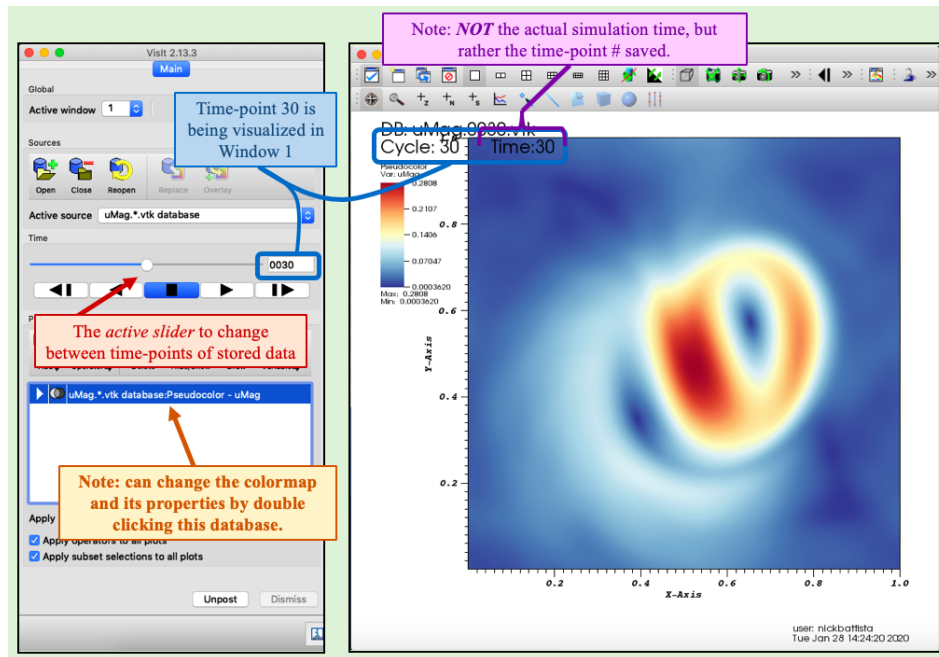 Note: NOT the actual simulation time, but
rather the time-point # saved.
VisIt 2.13.3
Main
Global
Active window 1
Time-point 30 is
being visualized in
Window 1
Sources
Open Close Reopen Replace Overlay
Active source uMag.*.vtk database
Time
0030
The active slider to change
between time-points of stored data
uMag.*.vtk database:Pseudocolor - uMag
Note: can change the colormap
and its properties by double
clicking this database.
Apply
Apply operators to all plots
Apply subset selections to all plots
Unpost Dismiss
DB: uMag.0030.vtk
Cycle: 30 Time:30
Pseudocolor
Var: uMag
0.2808
0.2107
0.1406
0.07047
0.0003620
Max: 0.2808
Min: 0.0003620
0.8
0.6
0.4
0.2
Y-Axis
0.2 0.4 0.6 0.8 1.0
X-Axis
user: nickbattista
Tue Jan 28 14:24:20 2020